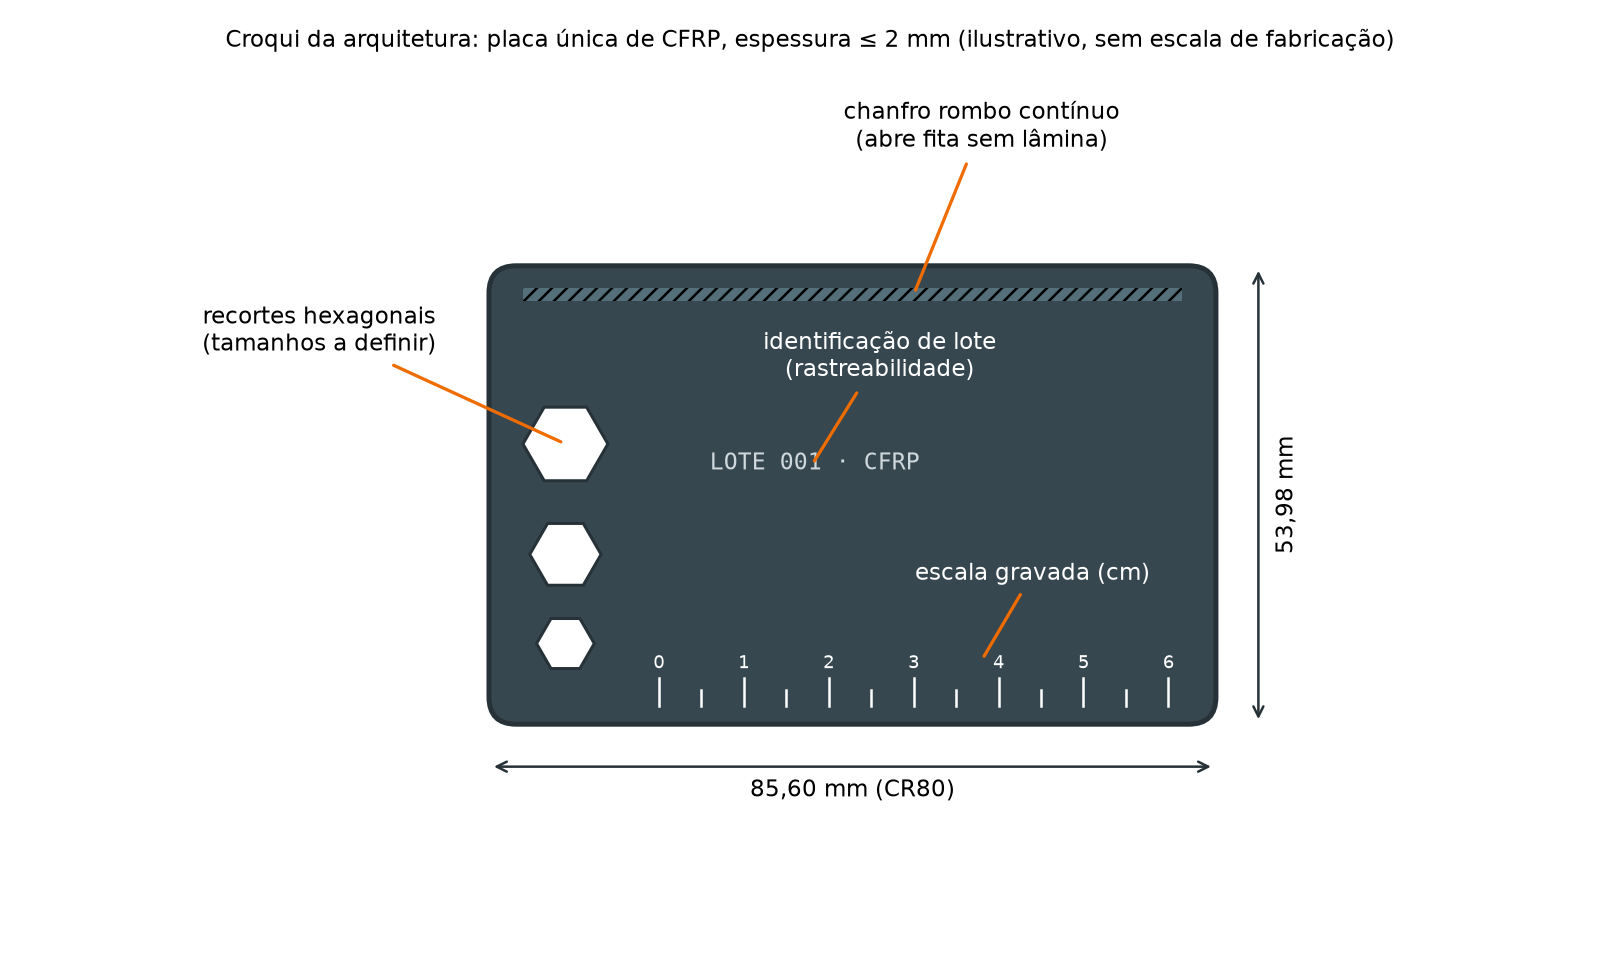 Croqui da arquitetura: placa única de CFRP, espessura ≤ 2 mm (ilustrativo, sem escala de fabricação)
chanfro rombo contínuo
(abre fita sem lâmina)
recortes hexagonais
(tamanhos a definir)
identificação de lote
(rastreabilidade)
LOTE 001 · CFRP
escala gravada (cm)
0 1 2 3 4 5 6
53,98 mm
85,60 mm (CR80)